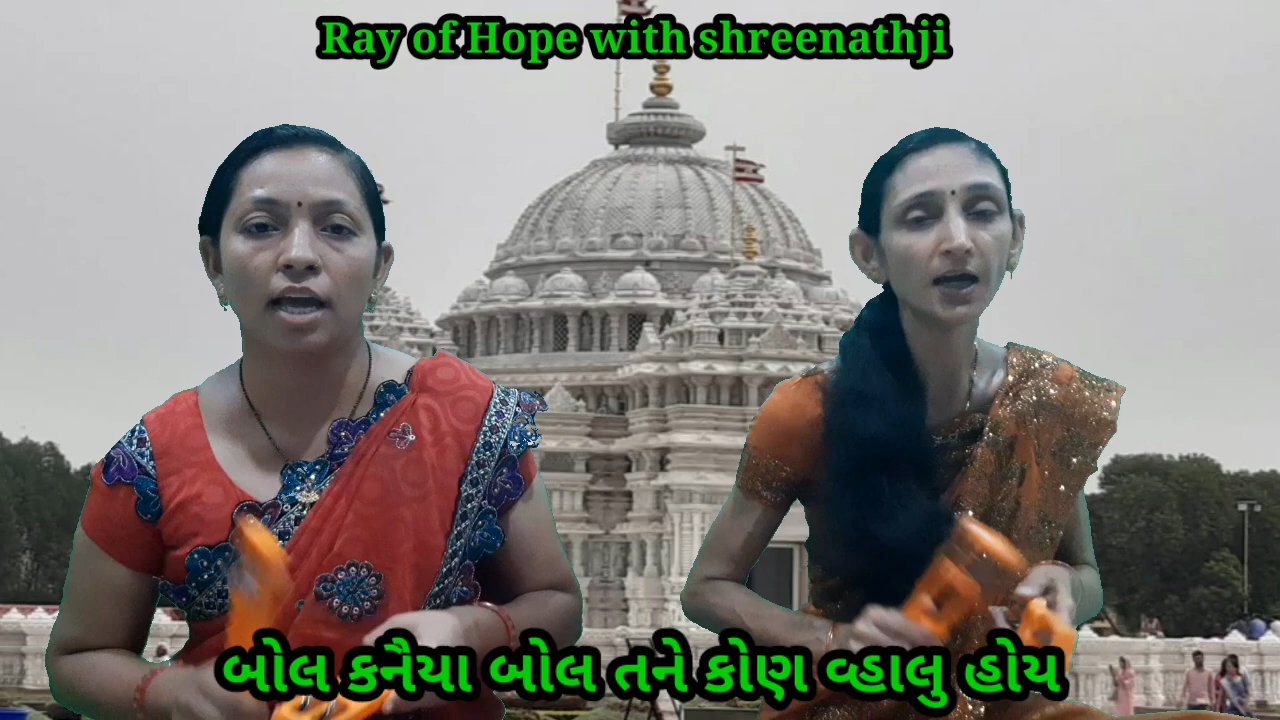 Ray of Hope with shreenathji
બોલ કનૈયા બોલ તને કોણ વ્હાલુ હોય